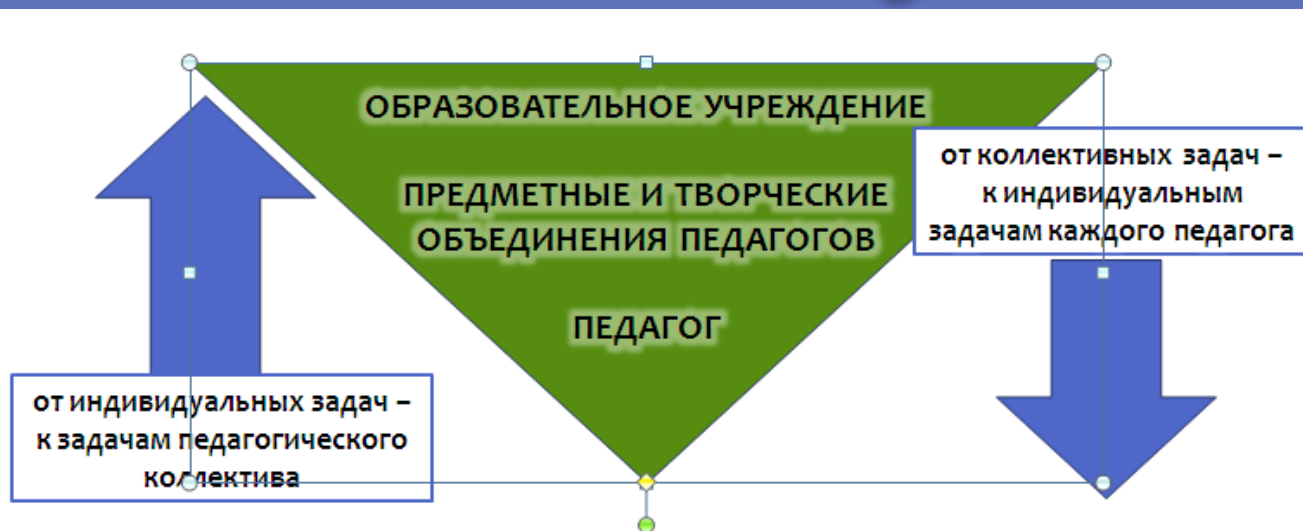 ОБРАЗОВАТЕЛЬНОЕ УЧРЕЖДЕНИЕ
ПРЕДМЕТНЫЕ И ТВОРЧЕСКИЕ
ОБЪЕДИНЕНИЯ ПЕДАГОГОВ
ПЕДАГОГ
от коллективных задач –
к индивидуальным
задачам каждого педагога
от индивидуальных задач –
к задачам педагогического
коллектива